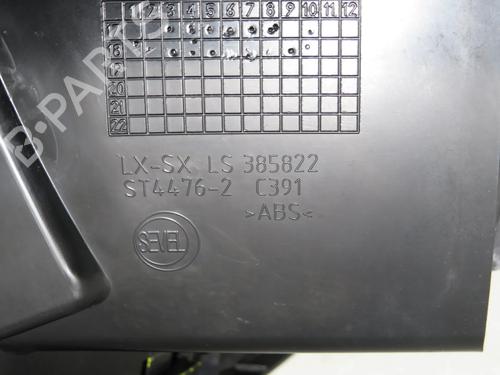 1 2 3 4 5 6 7 8 9 10 11 12
17
18
19
20
21
22
LX-SX LS 385822
ST4476-2 C391
>ABS<
SEVEL
B-PARTS